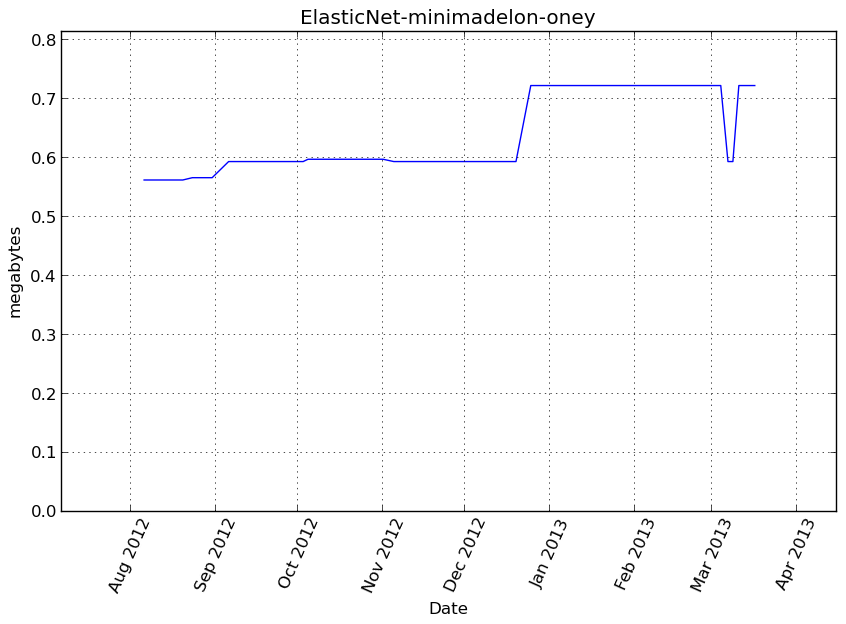 ElasticNet-minimadelon-oney
megabytes
0.8
0.7
0.6
0.5
0.4
0.3
0.2
0.1
0.0
Aug 2012
Sep 2012
Oct 2012
Nov 2012
Dec 2012
Jan 2013
Feb 2013
Mar 2013
Apr 2013
Date